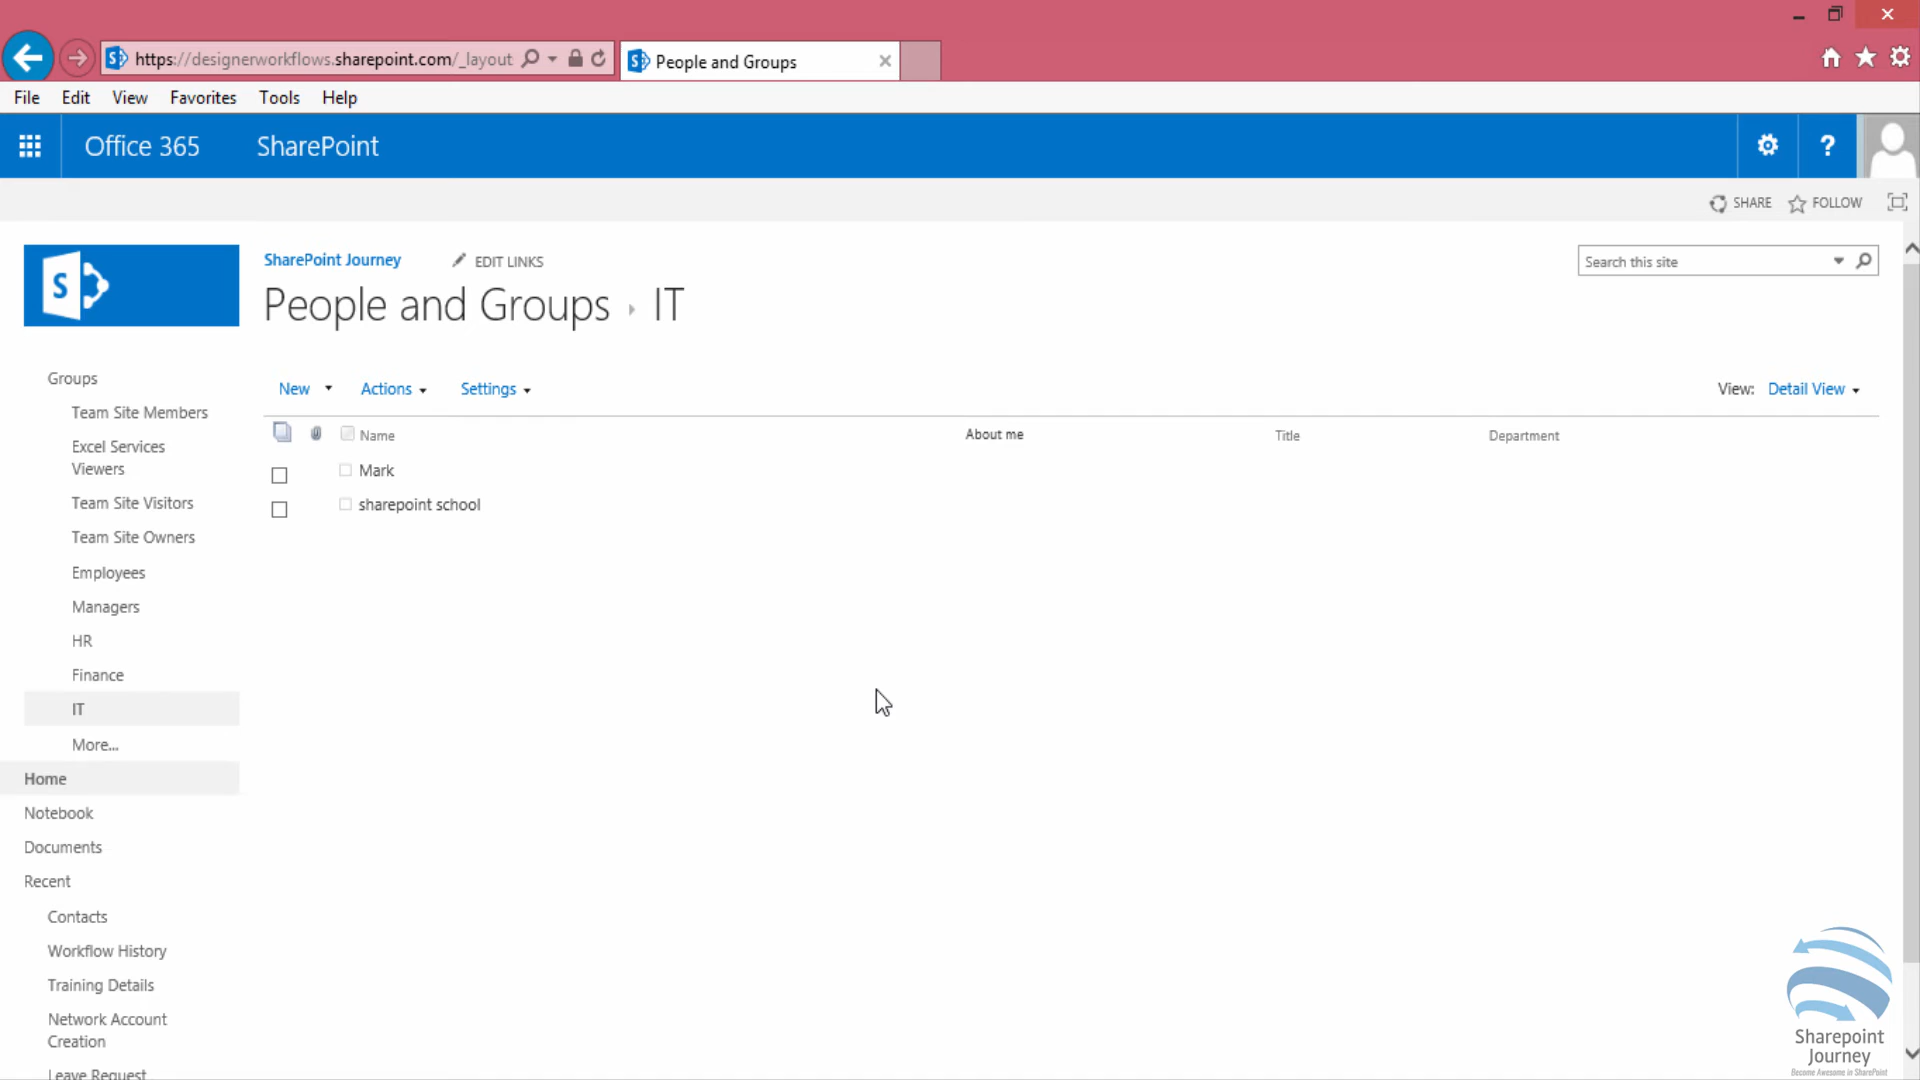 https://designerworkflows.sharepoint.com/_layout
People and Groups
File Edit View Favorites Tools Help
Office 365 SharePoint
?
SHARE FOLLOW
S
SharePoint Journey EDIT LINKS
Search this site
People and Groups IT
Groups
Team Site Members
Excel Services
Viewers
Team Site Visitors
Team Site Owners
Employees
Managers
HR
Finance
IT
More...
Home
Notebook
Documents
Recent
Contacts
Workflow History
Training Details
Network Account
Creation
Leave Request
New Actions Settings View: Detail View
Name About me Title Department
Mark
sharepoint school
Sharepoint
Journey
Become Awesome in SharePoint